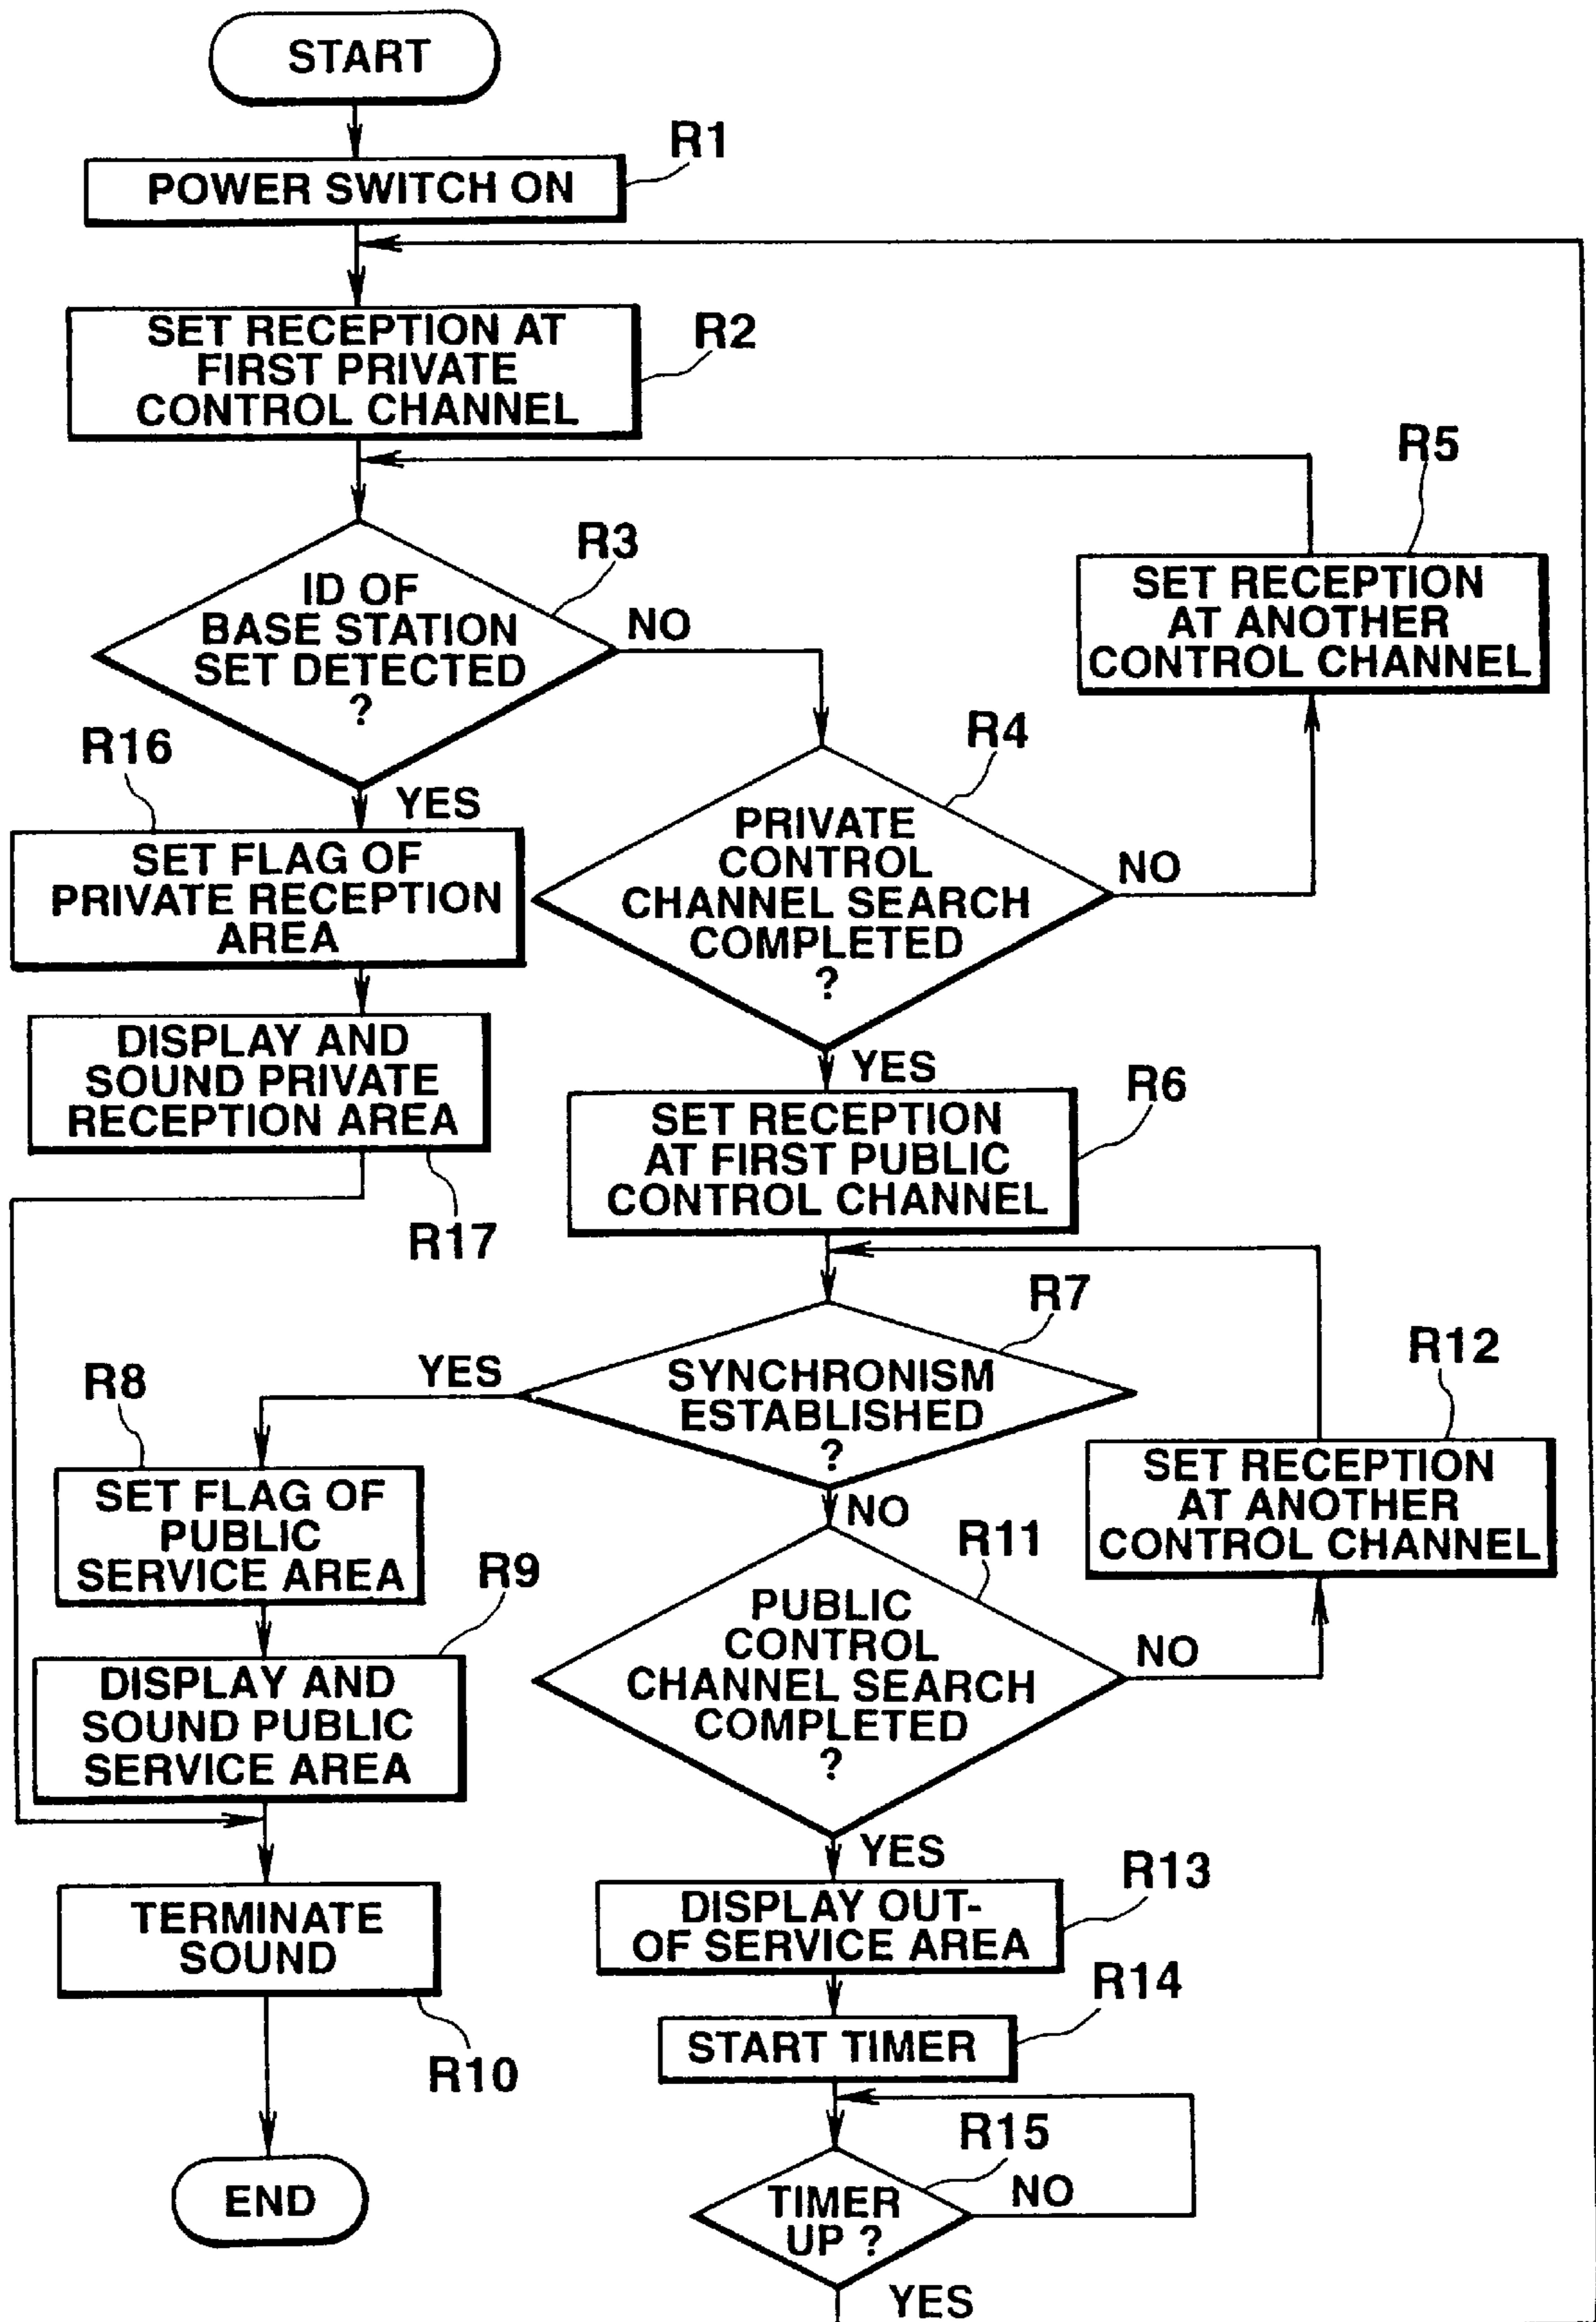 START
R1
POWER SWITCH ON
SET RECEPTION AT
FIRST PRIVATE
CONTROL CHANNEL
R2
R5
SET RECEPTION
AT ANOTHER
CONTROL CHANNEL
R3
ID OF
BASE STATION
SET DETECTED
?
NO
R16
YES
R4
SET FLAG OF
PRIVATE RECEPTION
AREA
PRIVATE
CONTROL
CHANNEL SEARCH
COMPLETED
?
NO
DISPLAY AND
SOUND PRIVATE
RECEPTION AREA
R17
YES
R6
SET RECEPTION
AT FIRST PUBLIC
CONTROL CHANNEL
R7
SYNCHRONISM
ESTABLISHED
?
YES
R12
SET RECEPTION
AT ANOTHER
CONTROL CHANNEL
R8
SET FLAG OF
PUBLIC
SERVICE AREA
NO
R11
R9
PUBLIC
CONTROL
CHANNEL SEARCH
COMPLETED
?
NO
DISPLAY AND
SOUND PUBLIC
SERVICE AREA
YES
R13
TERMINATE
SOUND
DISPLAY OUT-
OF SERVICE AREA
R14
R10
START TIMER
R15
END
TIMER
UP ?
NO
YES